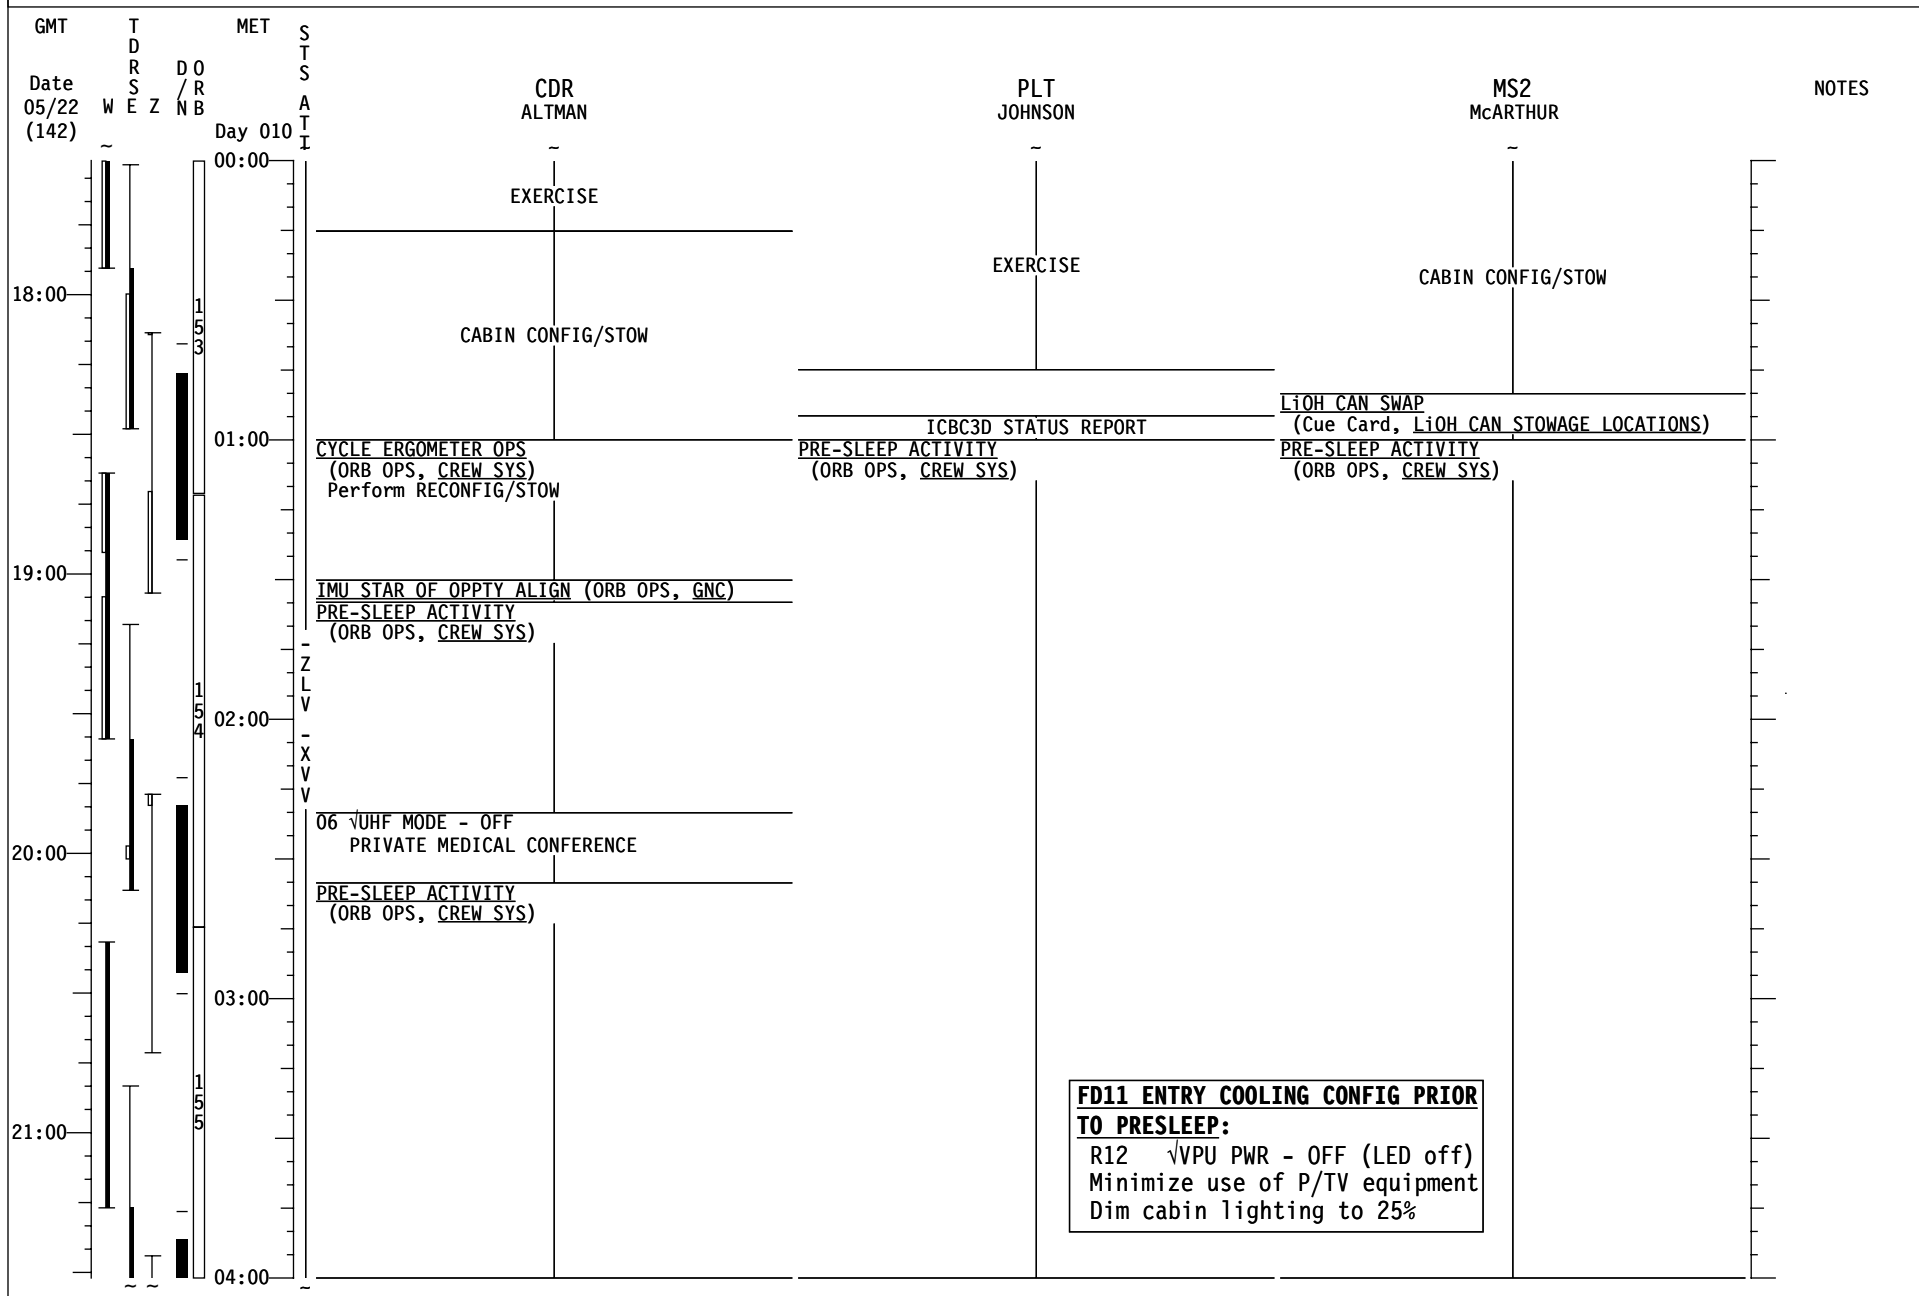 GMT
TDRS
MET
STS ATT
Date
05/22
(142)
W E Z
D/N
ORB
Day 010
CDR
ALTMAN
PLT
JOHNSON
MS2
McARTHUR
NOTES
~
~
~
~
00:00
EXERCISE
EXERCISE
CABIN CONFIG/STOW
18:00
153
CABIN CONFIG/STOW
LiOH CAN SWAP
(Cue Card, LiOH CAN STOWAGE LOCATIONS)
ICBC3D STATUS REPORT
01:00
CYCLE ERGOMETER OPS
(ORB OPS, CREW SYS)
Perform RECONFIG/STOW
PRE-SLEEP ACTIVITY
(ORB OPS, CREW SYS)
PRE-SLEEP ACTIVITY
(ORB OPS, CREW SYS)
19:00
IMU STAR OF OPPTY ALIGN (ORB OPS, GNC)
PRE-SLEEP ACTIVITY
(ORB OPS, CREW SYS)
-ZLV -XVV
154
02:00
06 √UHF MODE - OFF
PRIVATE MEDICAL CONFERENCE
20:00
PRE-SLEEP ACTIVITY
(ORB OPS, CREW SYS)
03:00
155
21:00
FD11 ENTRY COOLING CONFIG PRIOR
TO PRESLEEP:
R12 √VPU PWR - OFF (LED off)
Minimize use of P/TV equipment
Dim cabin lighting to 25%
04:00
~ ~
~